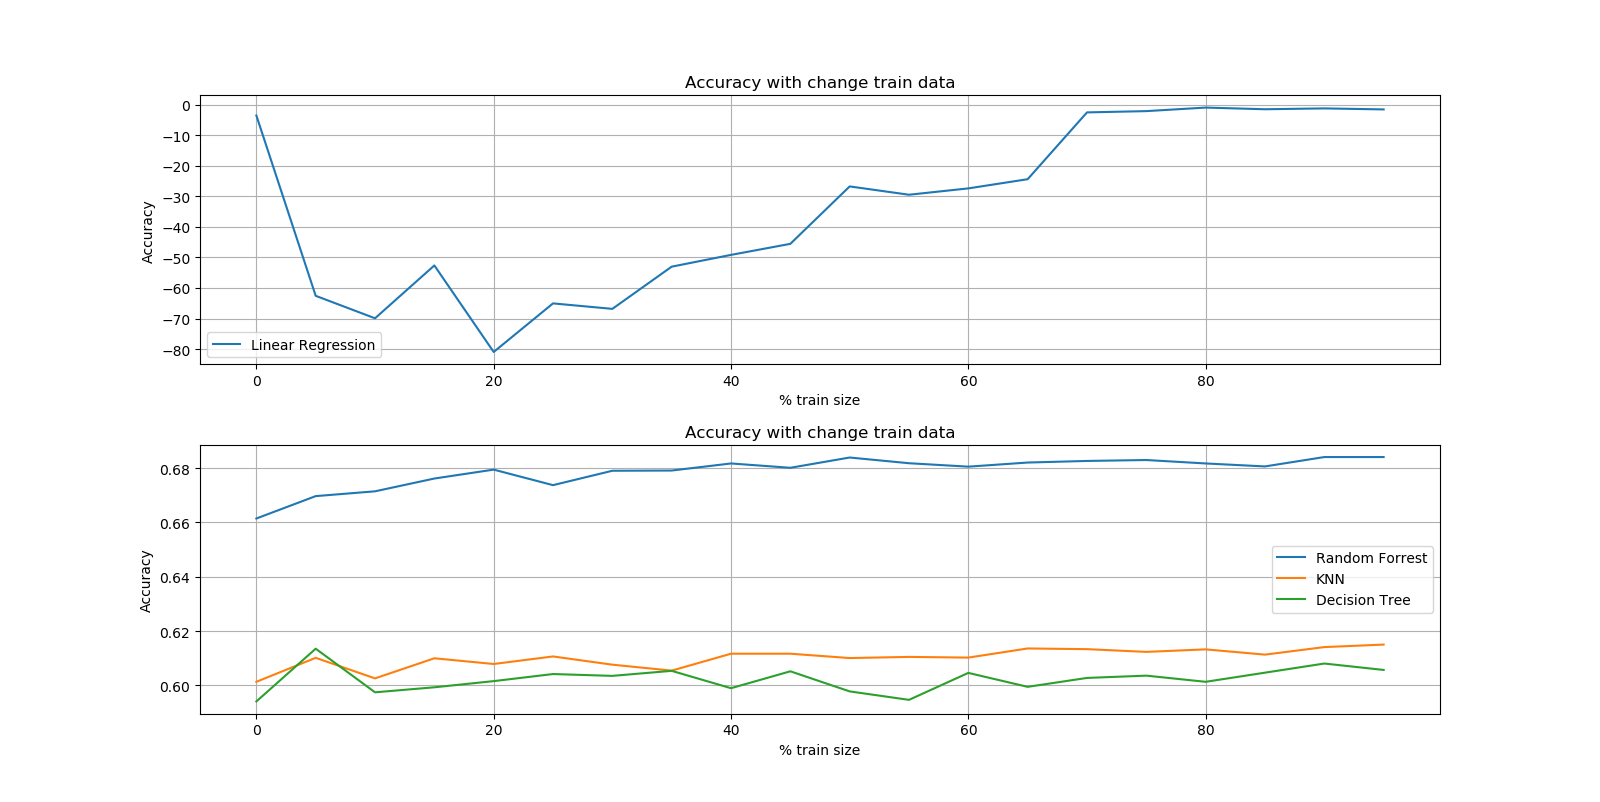 Accuracy with change train data
0
−10
−20
−30
−40
−50
−60
−70
−80
Accuracy
Linear Regression
0 20 40 60 80
% train size
Accuracy with change train data
0.68
0.66
0.64
0.62
0.60
Accuracy
Random Forrest
KNN
Decision Tree
0 20 40 60 80
% train size